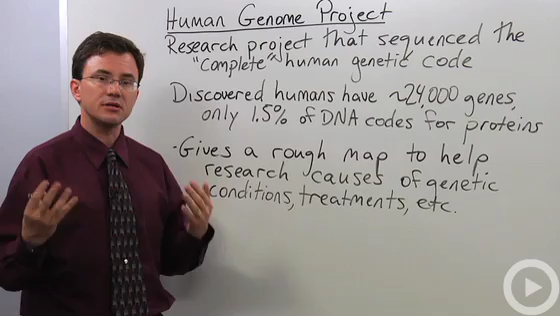 Human Genome Project
Research project that sequenced the
"complete" human genetic code
Discovered humans have ~24,000 genes,
only 1.5% of DNA codes for proteins
·Gives a rough map to help
research causes of genetic
conditions, treatments, etc.